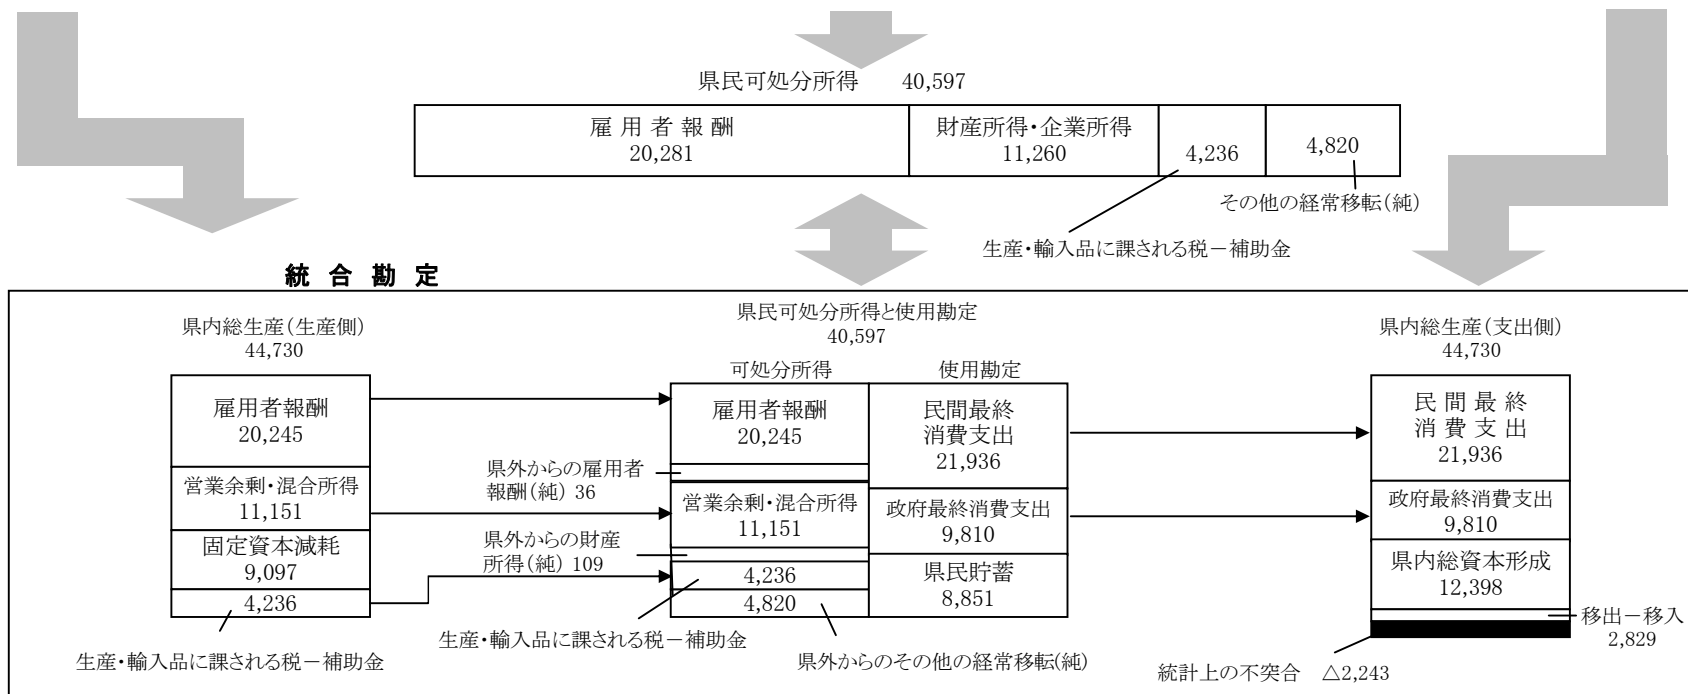 県民可処分所得 40,597
雇用者報酬
20,281
財産所得・企業所得
11,260
4,236
4,820
その他の経常移転(純)
生産・輸入品に課される税－補助金
統合勘定
県内総生産(生産側)
44,730
雇用者報酬
20,245
営業余剰・混合所得
11,151
固定資本減耗
9,097
4,236
生産・輸入品に課される税－補助金
県民可処分所得と使用勘定
40,597
可処分所得
使用勘定
雇用者報酬
20,245
県外からの雇用者
報酬(純) 36
営業余剰・混合所得
11,151
県外からの財産
所得(純) 109
4,236
4,820
生産・輸入品に課される税－補助金
県外からのその他の経常移転(純)
民間最終
消費支出
21,936
政府最終消費支出
9,810
県民貯蓄
8,851
県内総生産(支出側)
44,730
民間最終
消費支出
21,936
政府最終消費支出
9,810
県内総資本形成
12,398
移出－移入
2,829
統計上の不突合 △2,243